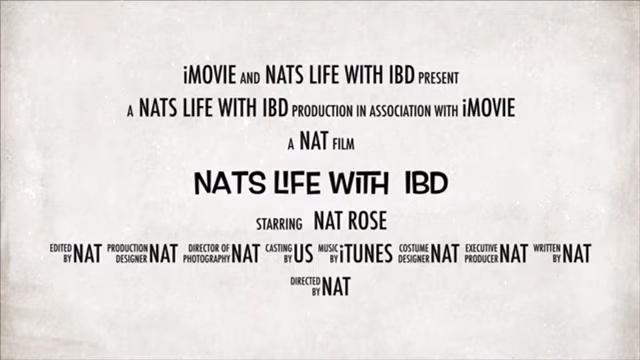 iMOVIE AND NATS LIFE WITH IBD PRESENT
A NATS LIFE WITH IBD PRODUCTION IN ASSOCIATION WITH iMOVIE
A NAT FILM
NATS LIFE WITH IBD
STARRING NAT ROSE
EDITED BY NAT PRODUCTION DESIGNER NAT DIRECTOR OF PHOTOGRAPHY NAT CASTING BY US MUSIC BY iTUNES COSTUME DESIGNER NAT EXECUTIVE PRODUCER NAT WRITTEN BY NAT
DIRECTED BY NAT